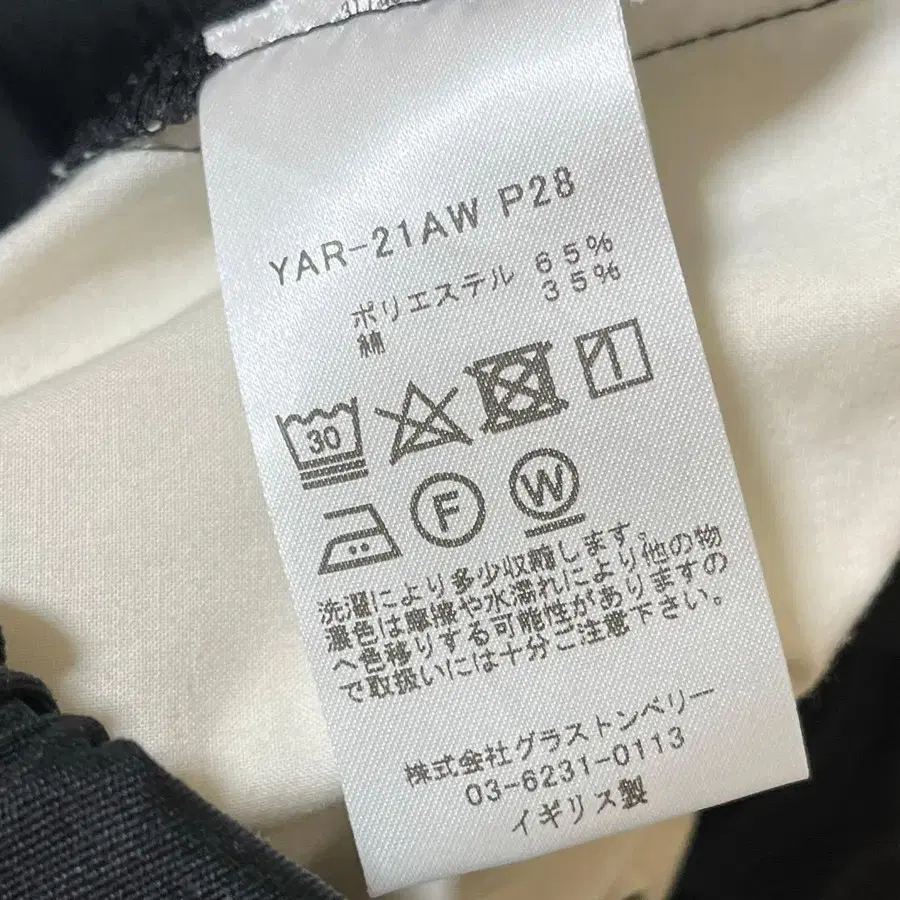 YAR-21AW P28
ポリエステル 65%
綿 35%
30
F
W
洗濯により多少収縮します。
濃色は摩擦や水濡れにより他の物
へ色移りする可能性がありますの
で取扱いには十分ご注意下さい。
株式会社グラストンベリー
03-6231-0113
イギリス製